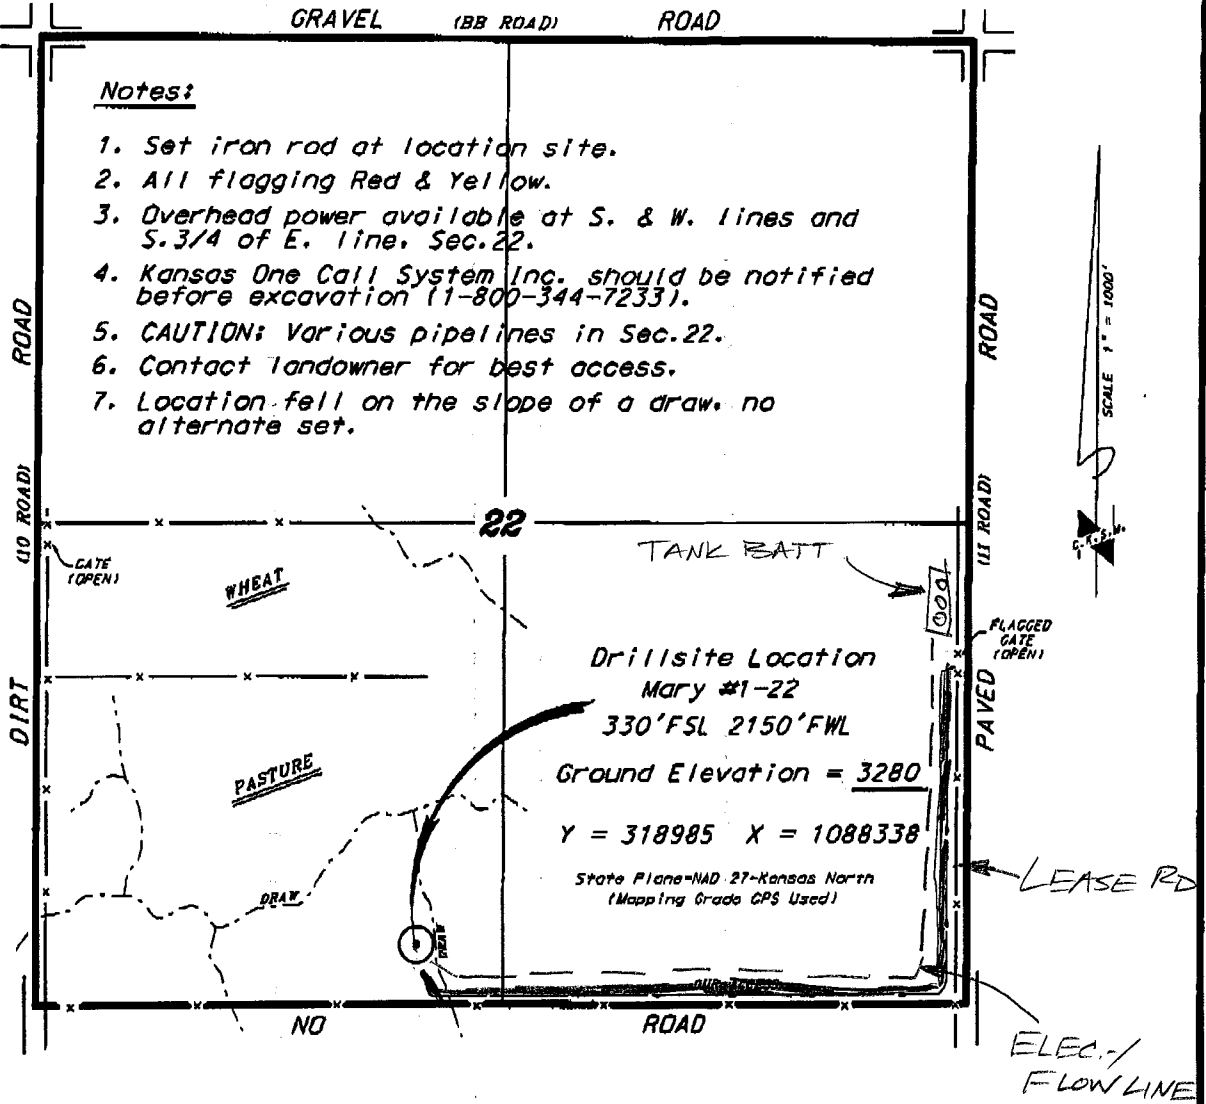 GRAVEL (BB ROAD) ROAD
Notes:
1. Set iron rod at location site.
2. All flagging Red & Yellow.
3. Overhead power available at S. & W. lines and
S.3/4 of E. line. Sec.22.
4. Kansas One Call System Inc. should be notified
before excavation (1-800-344-7233).
5. CAUTION: Various pipelines in Sec.22.
6. Contact landowner for best access.
7. Location fell on the slope of a draw. no
alternate set.
ROAD
(10 ROAD)
DIRT
ROAD
(11 ROAD)
PAVED
SCALE 1" = 1000'
C.K.S.M.
22
GATE
(OPEN)
WHEAT
TANK BATT
000
FLAGGED
GATE
(OPEN)
Drillsite Location
Mary #1-22
330'FSL 2150'FWL
Ground Elevation = 3280
Y = 318985 X = 1088338
State Plane-NAD 27-Kansas North
(Mapping Grade GPS Used)
PASTURE
DRAW
DRAW
LEASE RD
NO ROAD
ELEC.-/
FLOW LINE